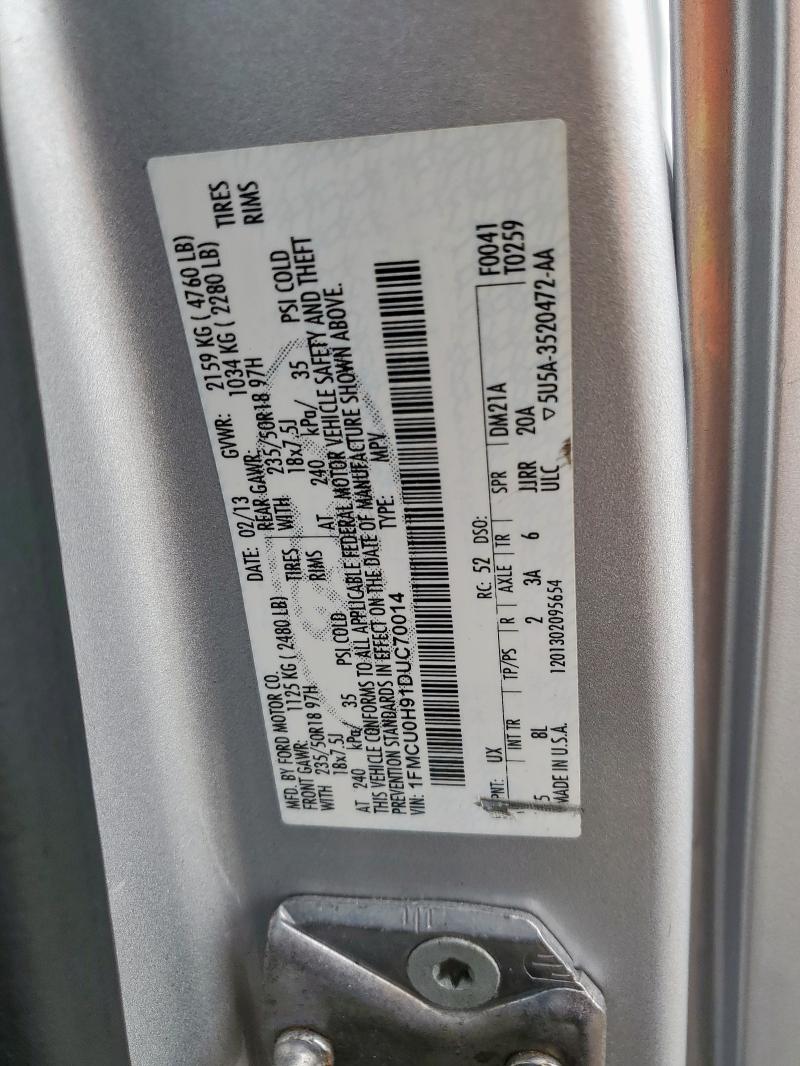 MFD. BY FORD MOTOR CO. DATE: 02/13 GVWR: 2159 KG ( 4760 LB)
FRONT GAWR: 1125 KG ( 2480 LB) REAR GAWR: 1034 KG ( 2280 LB)
WITH 235/50R18 97H TIRES WITH 235/50R18 97H TIRES
18x7.5J RIMS 18x7.5J RIMS
AT 240 kPa/ 35 PSI COLD AT 240 kPa/ 35 PSI COLD
THIS VEHICLE CONFORMS TO ALL APPLICABLE FEDERAL MOTOR VEHICLE SAFETY AND THEFT
PREVENTION STANDARDS IN EFFECT ON THE DATE OF MANUFACTURE SHOWN ABOVE.
VIN: 1FMCU0H91DUC70014 TYPE: MPV
PNT: UX RC: 52 DSO: F0041
INT TR TP/PS R AXLE TR SPR DM21A T0259
5 8L 2 3A 6 JJRR 20A
MADE IN U.S.A. 1201302095654 ULC ▽5U5A-3520472-AA